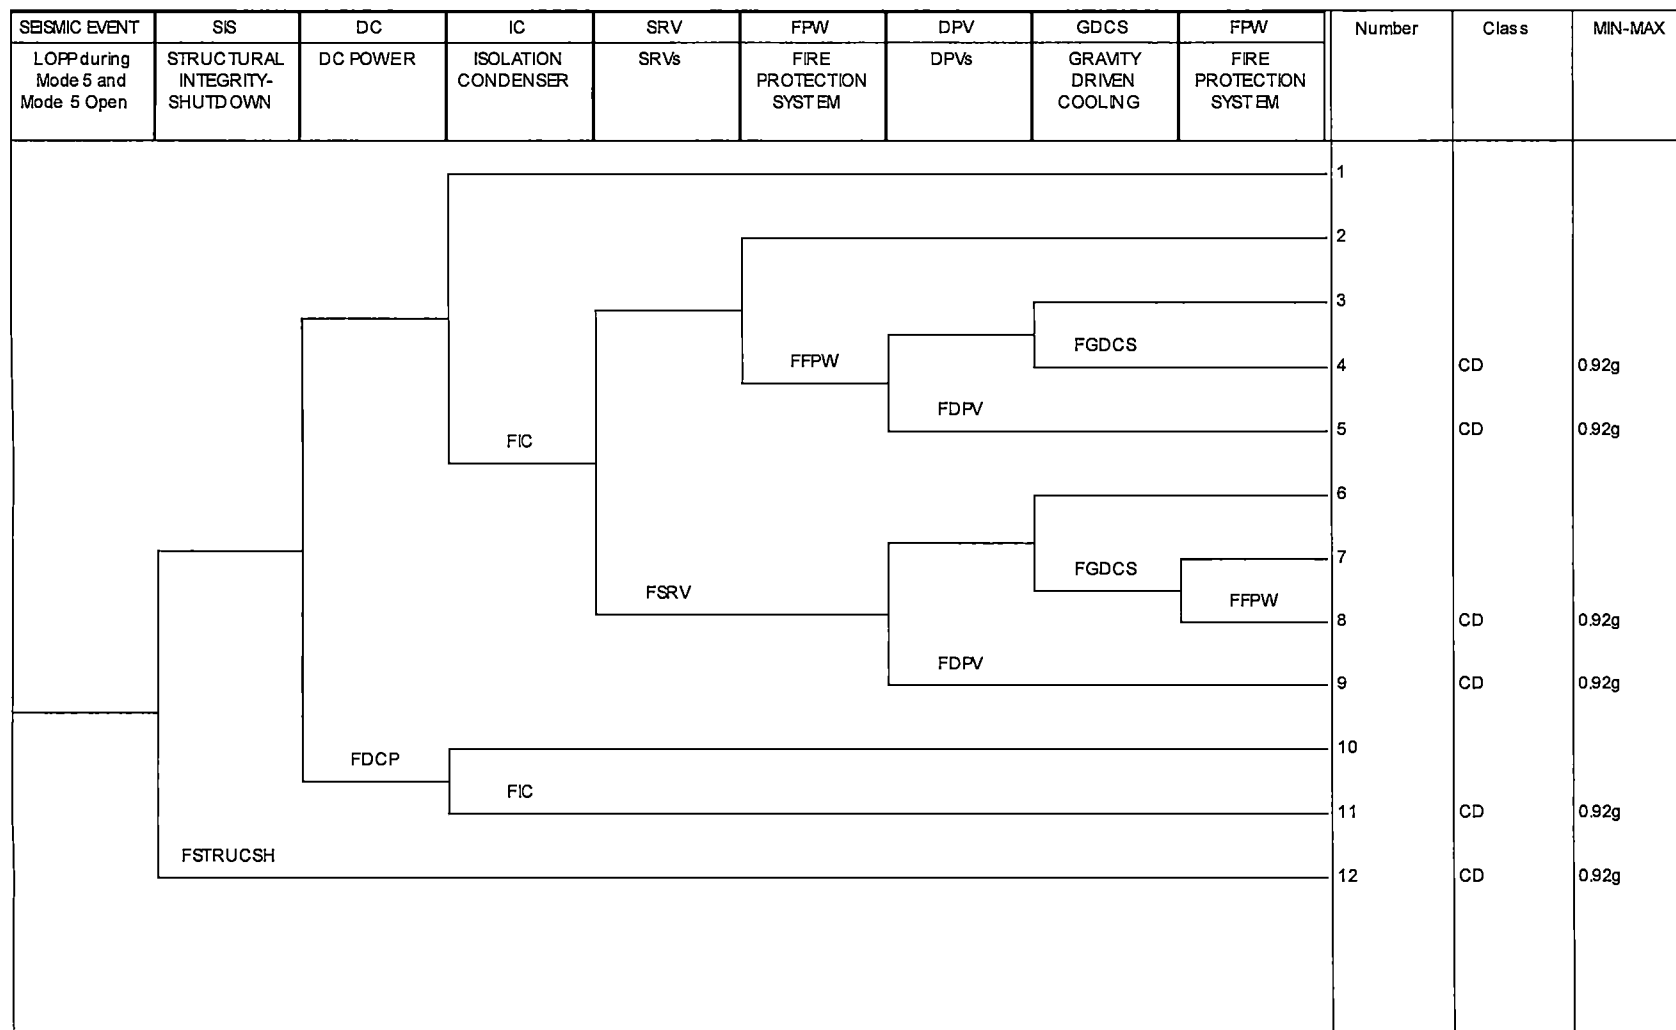 SEISMIC EVENT SIS DC IC SRV FPW DPV GDCS FPW Number Class MIN-MAX
LOPP during STRUCTURAL DC POWER ISOLATION SRVs FIRE DPVs GRAVITY FIRE
Mode 5 and INTEGRITY- CONDENSER PROTECTION DRIVEN PROTECTION
Mode 5 Open SHUTDOWN SYSTEM COOLING SYSTEM
1
2
3
FGDCS
FFPW 4 CD 0.92g
FDPV
5 CD 0.92g
FIC
6
7
FGDCS
FSRV FFPW
8 CD 0.92g
FDPV
9 CD 0.92g
10
FDCP
FIC
11 CD 0.92g
FSTRUCSH
12 CD 0.92g